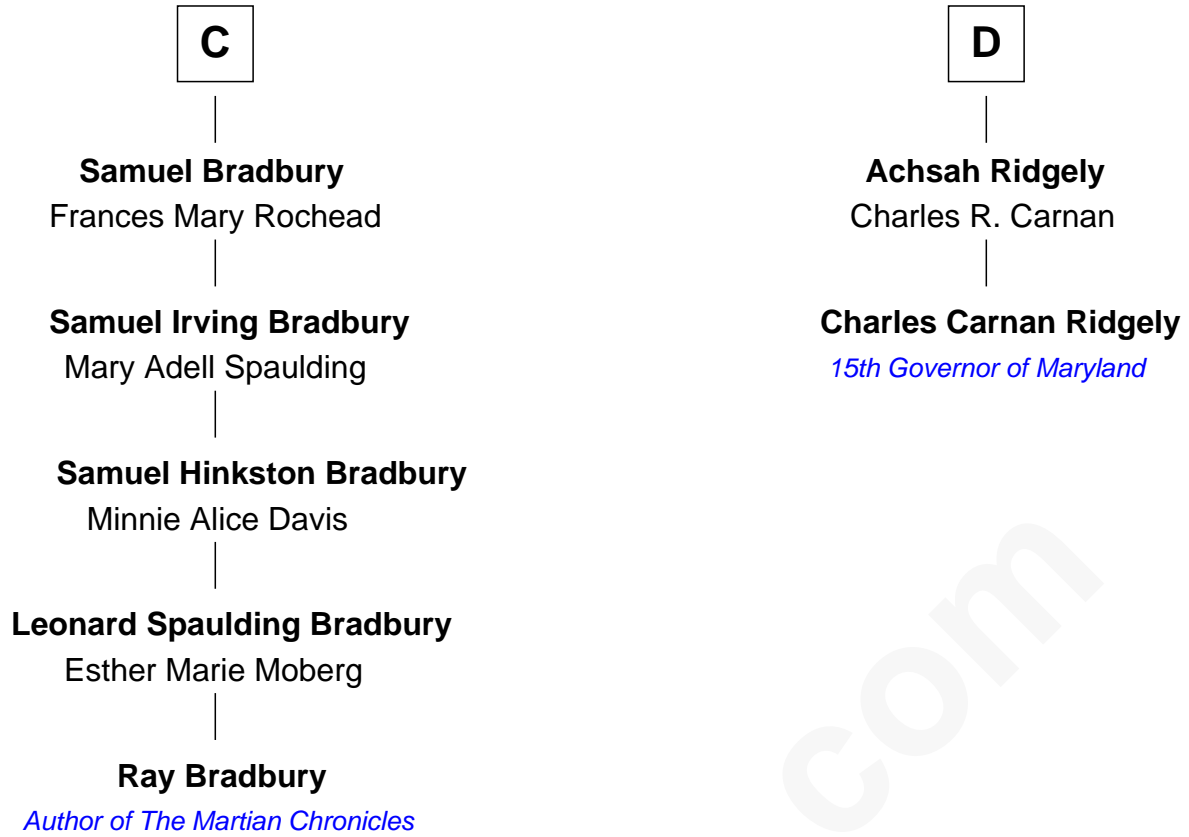 C
Samuel Bradbury
Frances Mary Rochead
Samuel Irving Bradbury
Mary Adell Spaulding
Samuel Hinkston Bradbury
Minnie Alice Davis
Leonard Spaulding Bradbury
Esther Marie Moberg
Ray Bradbury
Author of The Martian Chronicles
D
Achsah Ridgely
Charles R. Carnan
Charles Carnan Ridgely
15th Governor of Maryland
com